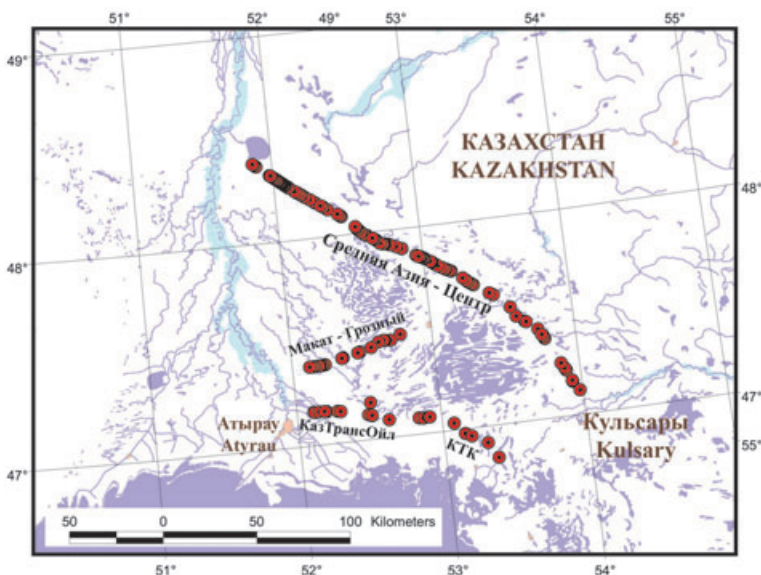 51° 52° 49° 53° 54° 55°
49°
КАЗАХСТАН
KAZAKHSTAN
48°
48°
Средняя Азия - Центр
Макат - Грозный
47°
Атырау
Atyrau
КазТрансОйл
КТК
Кульсары
Kulsary
55°
47°
50 0 50 100 Kilometers
51° 52° 53° 54°